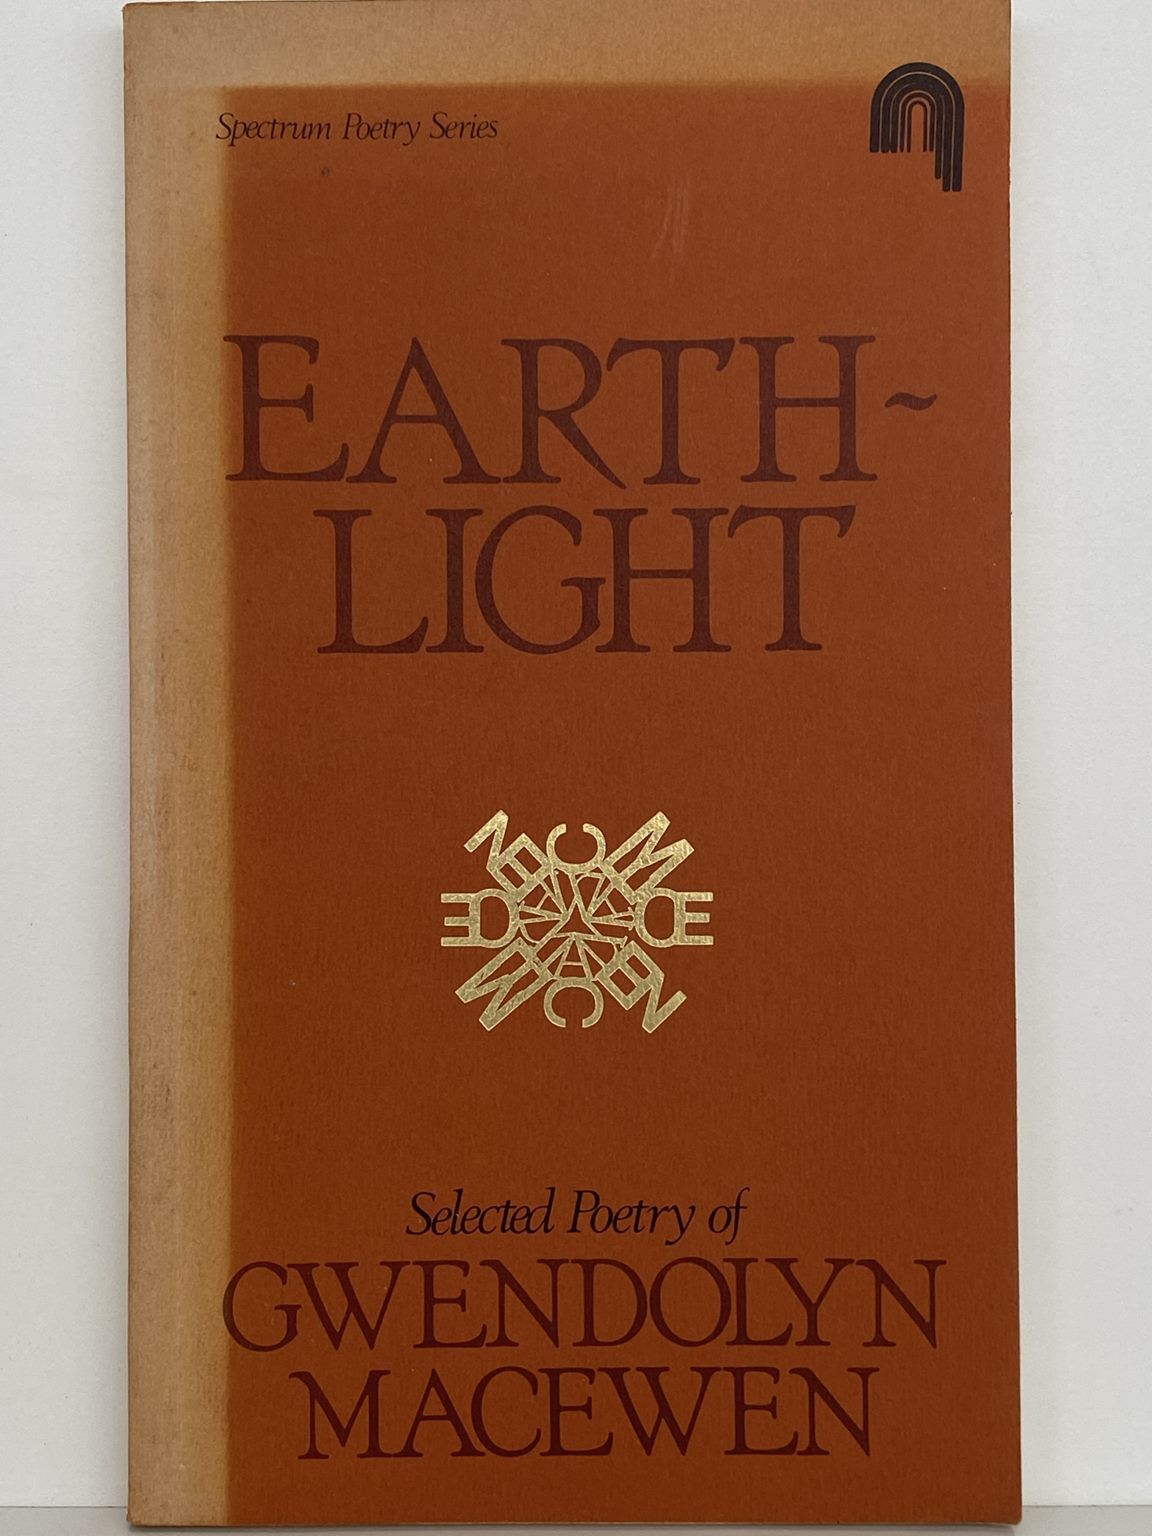 Spectrum Poetry Series
EARTH-
LIGHT
Selected Poetry of
GWENDOLYN
MACEWEN